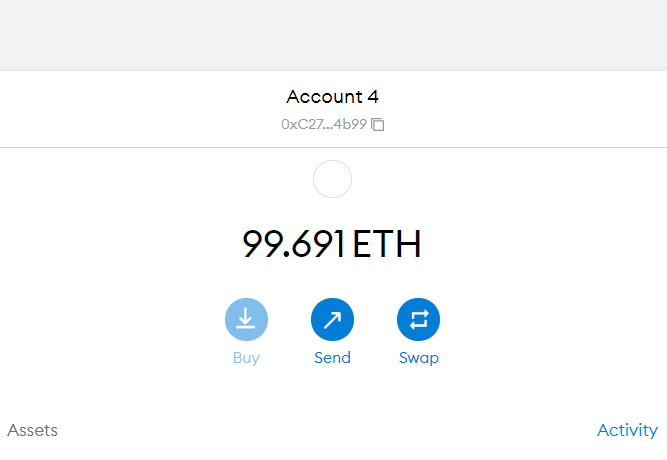 Account 4
0xC27...4b99
99.691 ETH
Buy Send Swap
Assets Activity